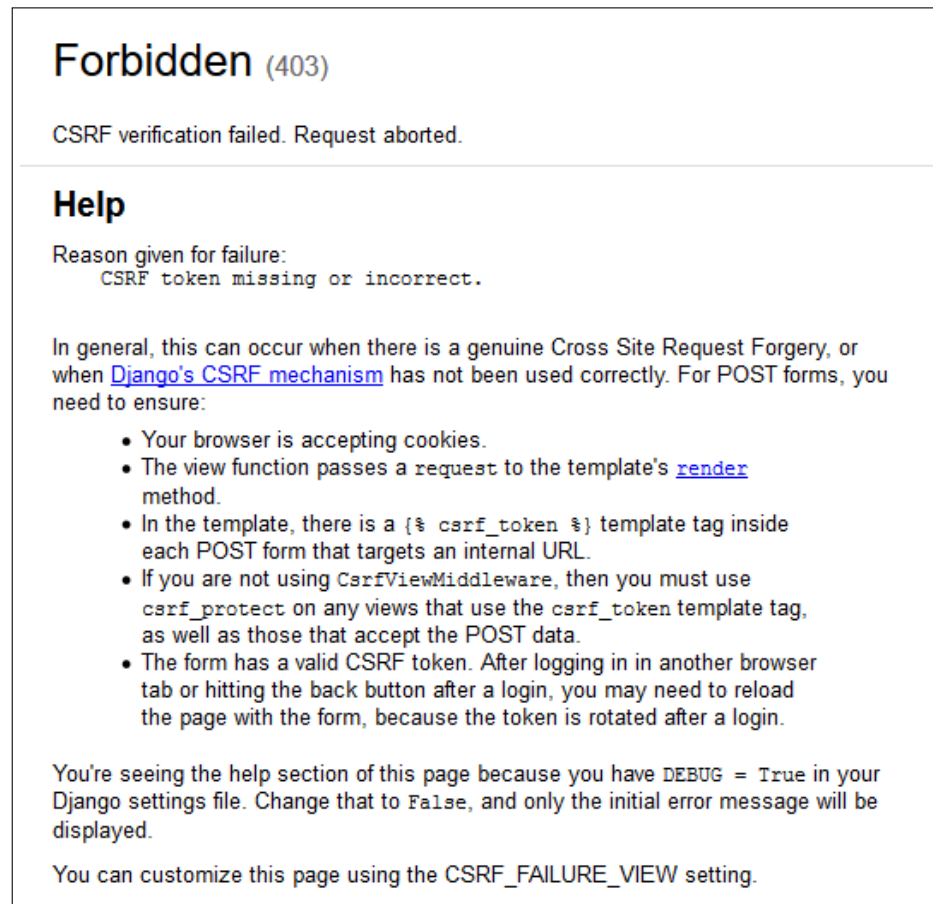 Forbidden (403)
CSRF verification failed. Request aborted.
Help
Reason given for failure:
CSRF token missing or incorrect.
In general, this can occur when there is a genuine Cross Site Request Forgery, or
when Django's CSRF mechanism has not been used correctly. For POST forms, you
need to ensure:
• Your browser is accepting cookies.
• The view function passes a request to the template's render
method.
• In the template, there is a {% csrf_token %} template tag inside
each POST form that targets an internal URL.
• If you are not using CsrfViewMiddleware, then you must use
csrf_protect on any views that use the csrf_token template tag,
as well as those that accept the POST data.
• The form has a valid CSRF token. After logging in in another browser
tab or hitting the back button after a login, you may need to reload
the page with the form, because the token is rotated after a login.
You're seeing the help section of this page because you have DEBUG = True in your
Django settings file. Change that to False, and only the initial error message will be
displayed.
You can customize this page using the CSRF_FAILURE_VIEW setting.